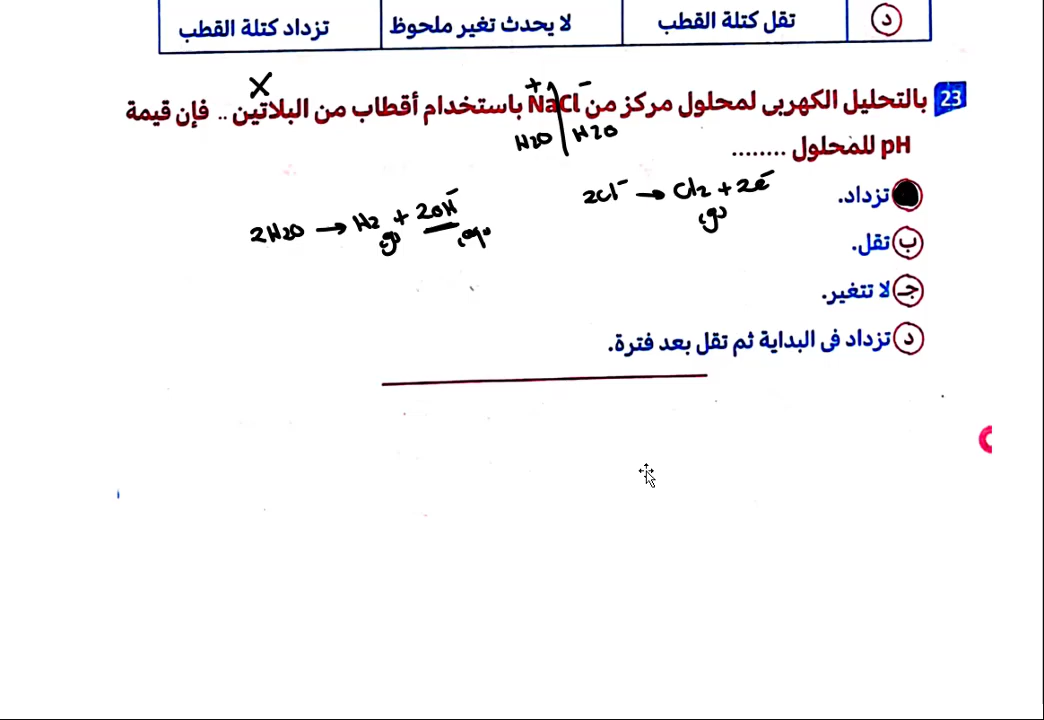 د تقل كتلة القطب لا يحدث تغير ملحوظ تزداد كتلة القطب
23 بالتحليل الكهربى لمحلول مركز من NaCl باستخدام أقطاب من البلاتين .. فإن قيمة
+ - X
pH للمحلول ........
H2O / H2O
تزداد.
2Cl⁻ → Cl2 + 2e⁻
(g)
2H2O → H2 + 2OH⁻
(g) (aq)
ب تقل.
جـ لا تتغير.
د تزداد فى البداية ثم تقل بعد فترة.